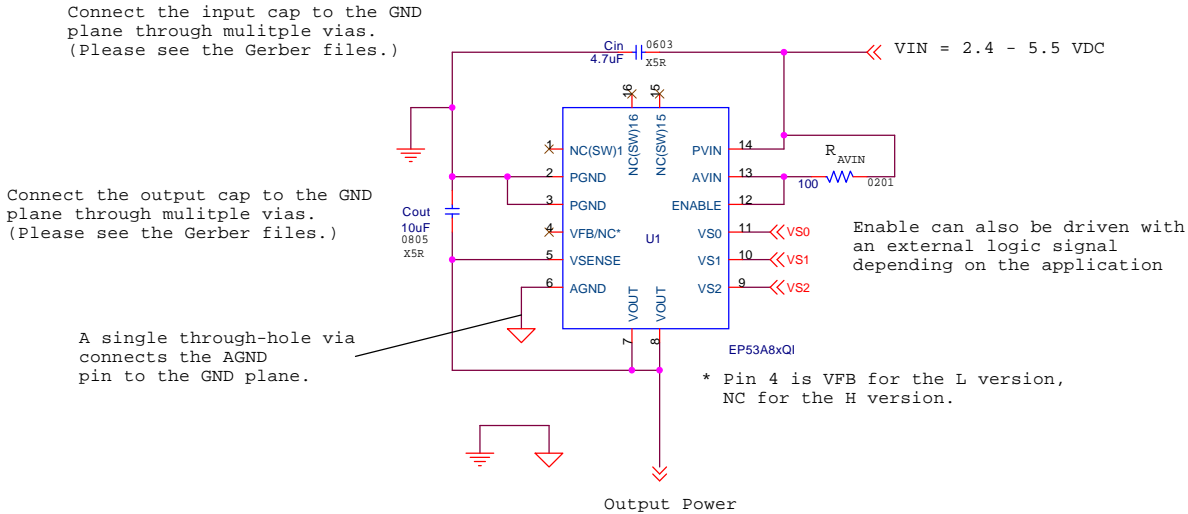 Connect the input cap to the GND
plane through mulitple vias.
(Please see the Gerber files.)
Cin
4.7uF
0603
X5R
VIN = 2.4 - 5.5 VDC
16
15
NC(SW)16
NC(SW)15
1
NC(SW)1
PVIN
14
R
AVIN
2
PGND
AVIN
13
100
0201
3
PGND
ENABLE
12
Connect the output cap to the GND
plane through mulitple vias.
(Please see the Gerber files.)
Cout
10uF
0805
X5R
4
VFB/NC*
U1
VS0
11
VS0
5
VSENSE
VS1
10
VS1
6
AGND
VS2
9
VS2
Enable can also be driven with
an external logic signal
depending on the application
VOUT
VOUT
7
8
EP53A8xQI
A single through-hole via
connects the AGND
pin to the GND plane.
* Pin 4 is VFB for the L version,
NC for the H version.
Output Power